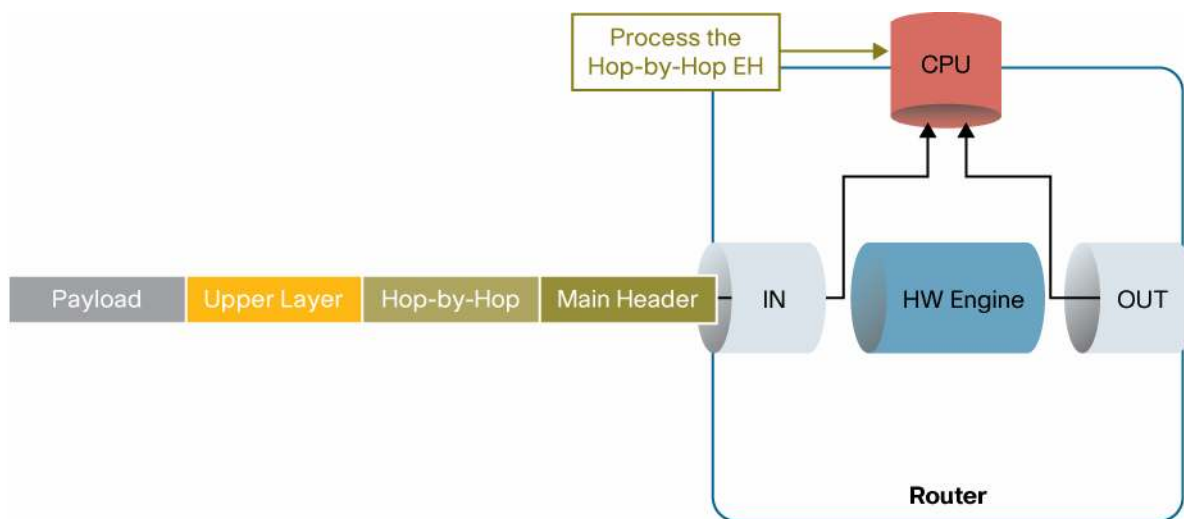 Process the
Hop-by-Hop EH
CPU
Payload
Upper Layer
Hop-by-Hop
Main Header
IN
HW Engine
OUT
Router